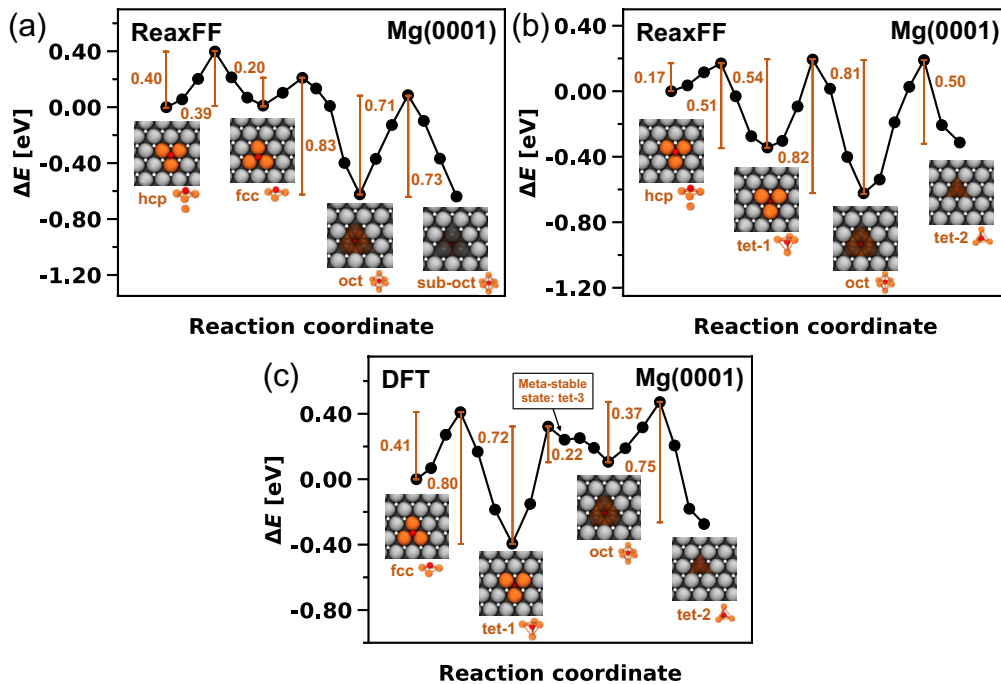 (a)
ReaxFF
Mg(0001)
0.40
0.00
-0.40
-0.80
-1.20
ΔE [eV]
0.40
0.39
0.20
0.83
0.71
0.73
hcp
fcc
oct
sub-oct
Reaction coordinate
(b)
ReaxFF
Mg(0001)
0.40
0.00
-0.40
-0.80
-1.20
ΔE [eV]
0.17
0.51
0.54
0.82
0.81
0.50
hcp
tet-1
oct
tet-2
Reaction coordinate
(c)
DFT
Mg(0001)
Meta-stable
state: tet-3
0.40
0.00
-0.40
-0.80
ΔE [eV]
0.41
0.80
0.72
0.22
0.37
0.75
fcc
tet-1
oct
tet-2
Reaction coordinate